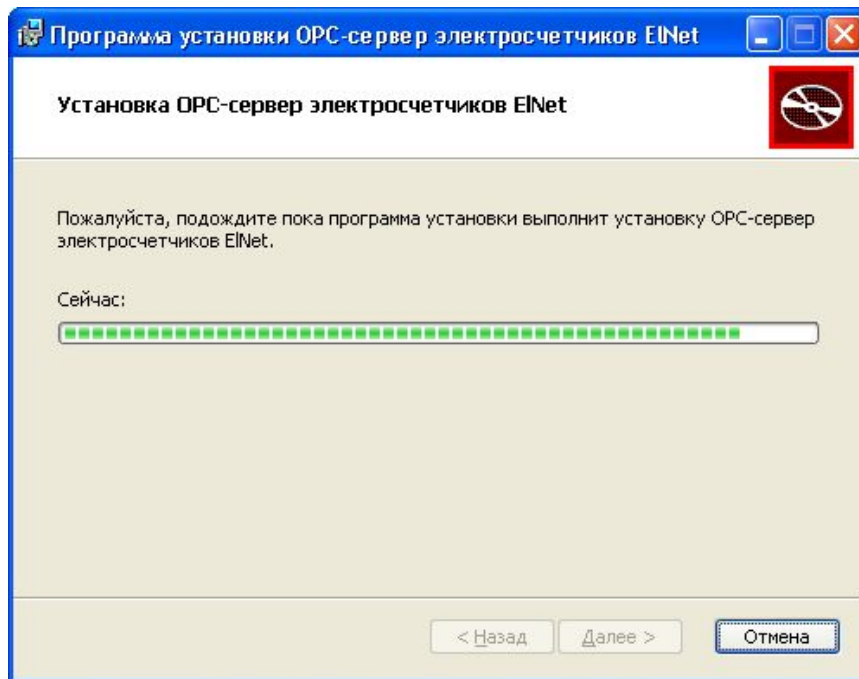 Программа установки OPC-сервер электросчетчиков ElNet
Установка OPC-сервер электросчетчиков ElNet
Пожалуйста, подождите пока программа установки выполнит установку OPC-сервер
электросчетчиков ElNet.
Сейчас:
< Назад
Далее >
Отмена